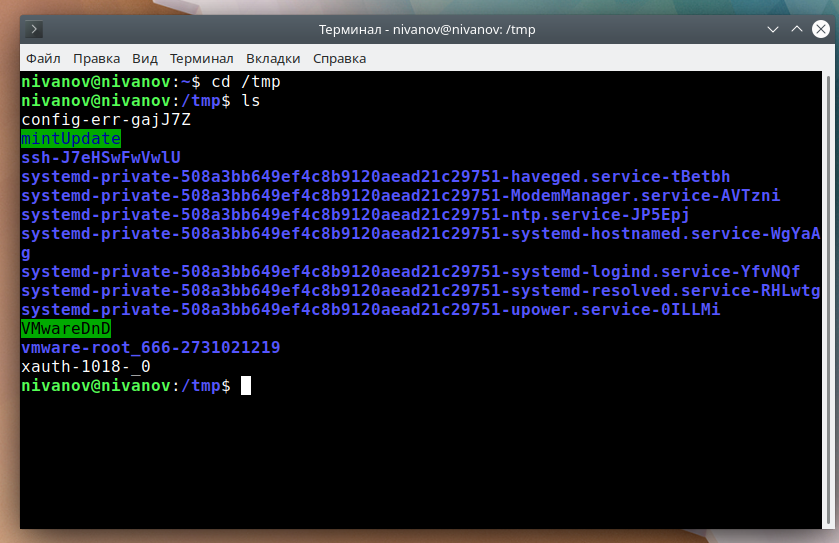 Терминал - nivanov@nivanov: /tmp
Файл Правка Вид Терминал Вкладки Справка
nivanov@nivanov:~$ cd /tmp
nivanov@nivanov:/tmp$ ls
config-err-gajJ7Z
mintUpdate
ssh-J7eHSwFwVwlU
systemd-private-508a3bb649ef4c8b9120aead21c29751-haveged.service-tBetbh
systemd-private-508a3bb649ef4c8b9120aead21c29751-ModemManager.service-AVTzni
systemd-private-508a3bb649ef4c8b9120aead21c29751-ntp.service-JP5Epj
systemd-private-508a3bb649ef4c8b9120aead21c29751-systemd-hostnamed.service-WgYaA
g
systemd-private-508a3bb649ef4c8b9120aead21c29751-systemd-logind.service-YfvNQf
systemd-private-508a3bb649ef4c8b9120aead21c29751-systemd-resolved.service-RHLwtg
systemd-private-508a3bb649ef4c8b9120aead21c29751-upower.service-0ILLMi
VMwareDnD
vmware-root_666-2731021219
xauth-1018-_0
nivanov@nivanov:/tmp$